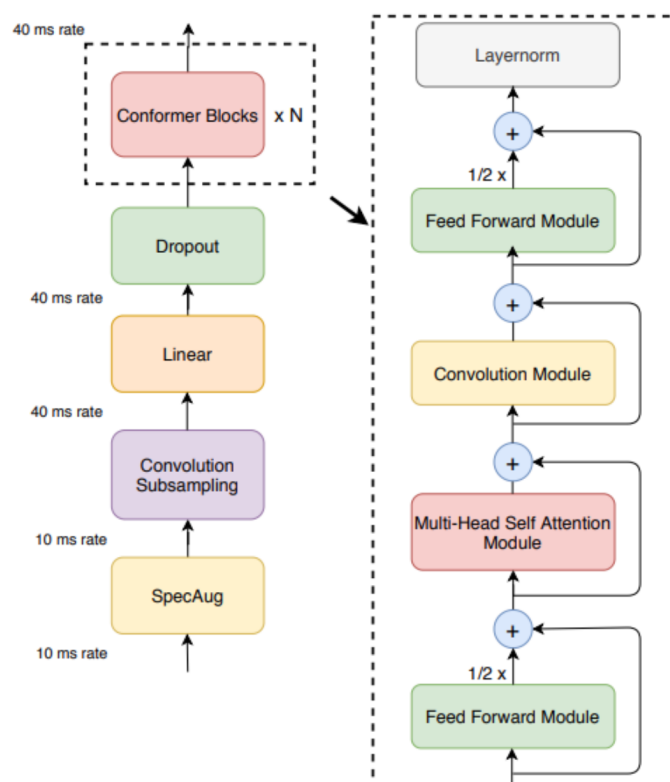 40 ms rate
Conformer Blocks
x N
Dropout
40 ms rate
Linear
40 ms rate
Convolution
Subsampling
10 ms rate
SpecAug
10 ms rate
Layernorm
+
1/2 x
Feed Forward Module
+
Convolution Module
+
Multi-Head Self Attention
Module
+
1/2 x
Feed Forward Module